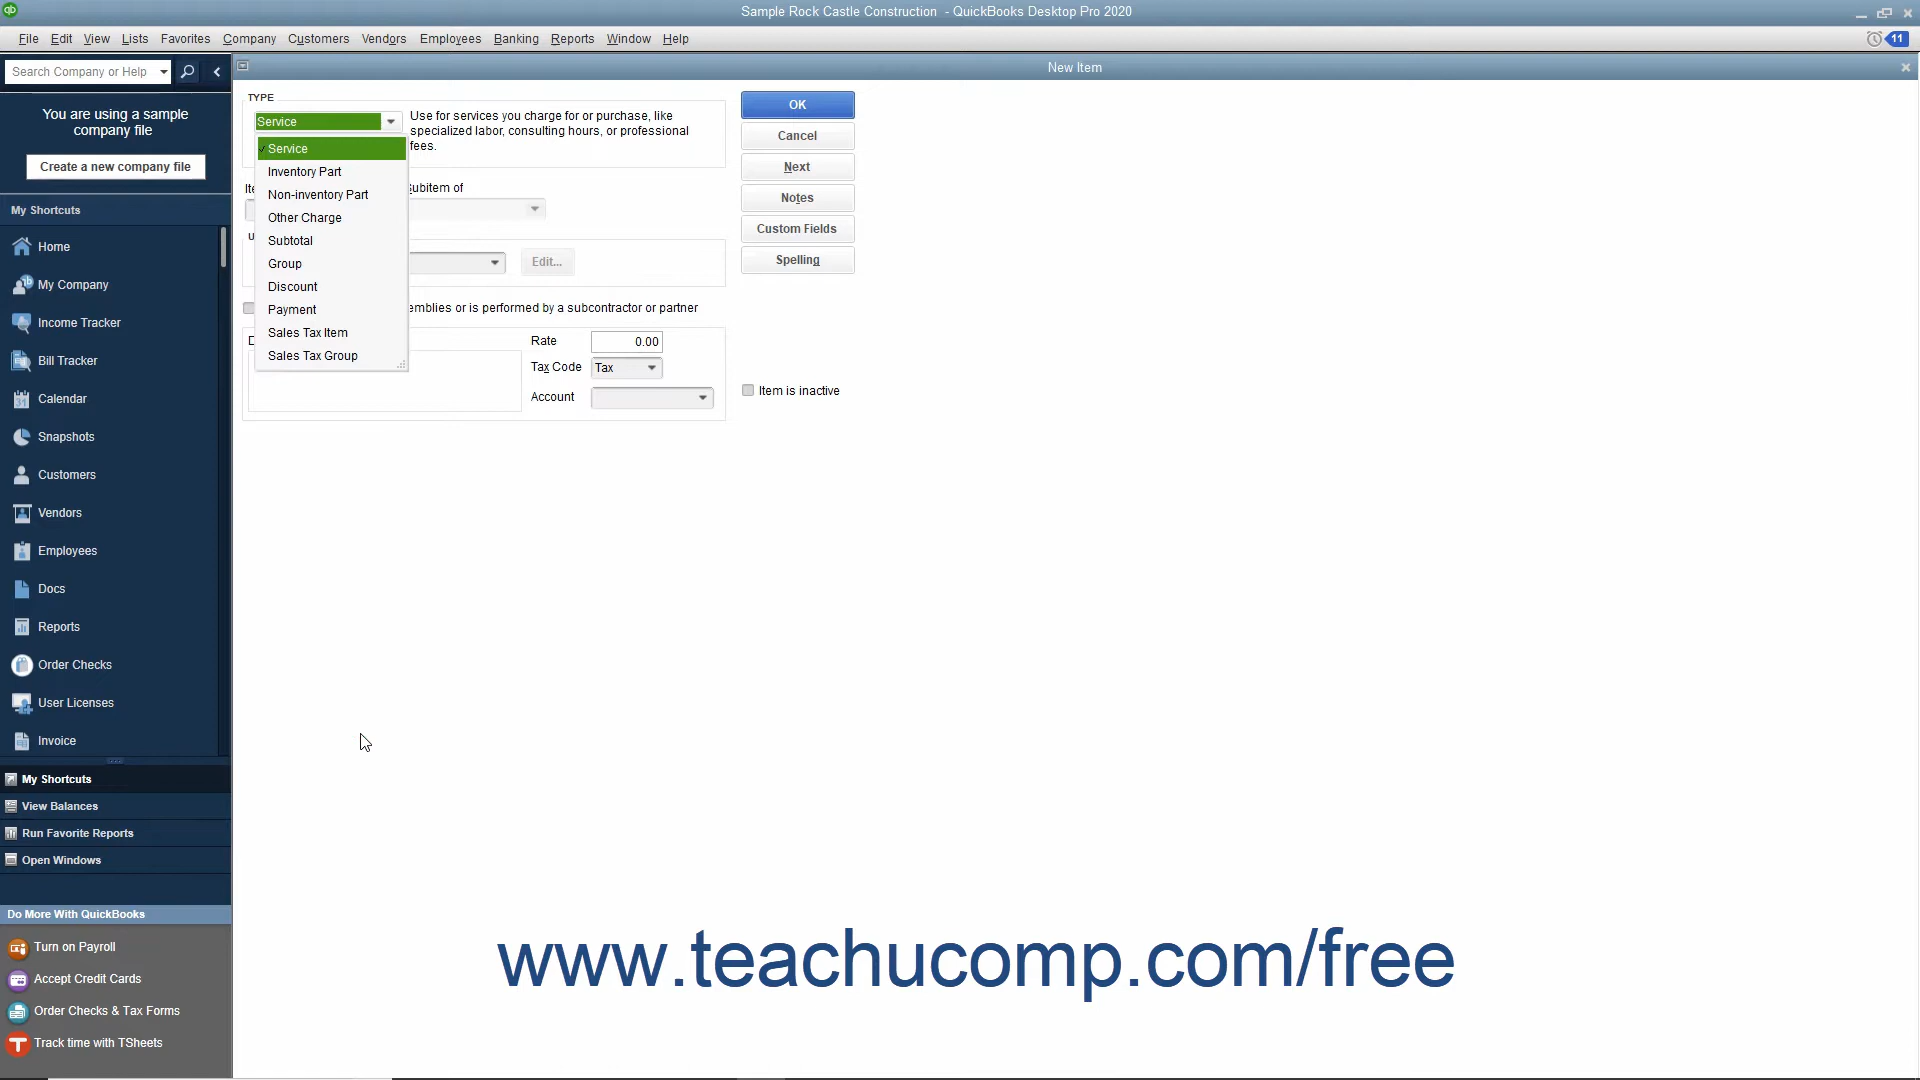 Sample Rock Castle Construction - QuickBooks Desktop Pro 2020
File Edit View Lists Favorites Company Customers Vendors Employees Banking Reports Window Help
11
Search Company or Help
New Item
You are using a sample
company file
Create a new company file
My Shortcuts
Home
My Company
Income Tracker
Bill Tracker
Calendar
Snapshots
Customers
Vendors
Employees
Docs
Reports
Order Checks
User Licenses
Invoice
My Shortcuts
View Balances
Run Favorite Reports
Open Windows
Do More With QuickBooks
Turn on Payroll
Accept Credit Cards
Order Checks & Tax Forms
Track time with TSheets
TYPE
Service
Use for services you charge for or purchase, like
specialized labor, consulting hours, or professional
fees.
Service
Inventory Part
Non-inventory Part
Other Charge
Subtotal
Group
Discount
Payment
Sales Tax Item
Sales Tax Group
ubitem of
Edit...
emblies or is performed by a subcontractor or partner
Rate 0.00
Tax Code Tax
Account
OK
Cancel
Next
Notes
Custom Fields
Spelling
Item is inactive
www.teachucomp.com/free